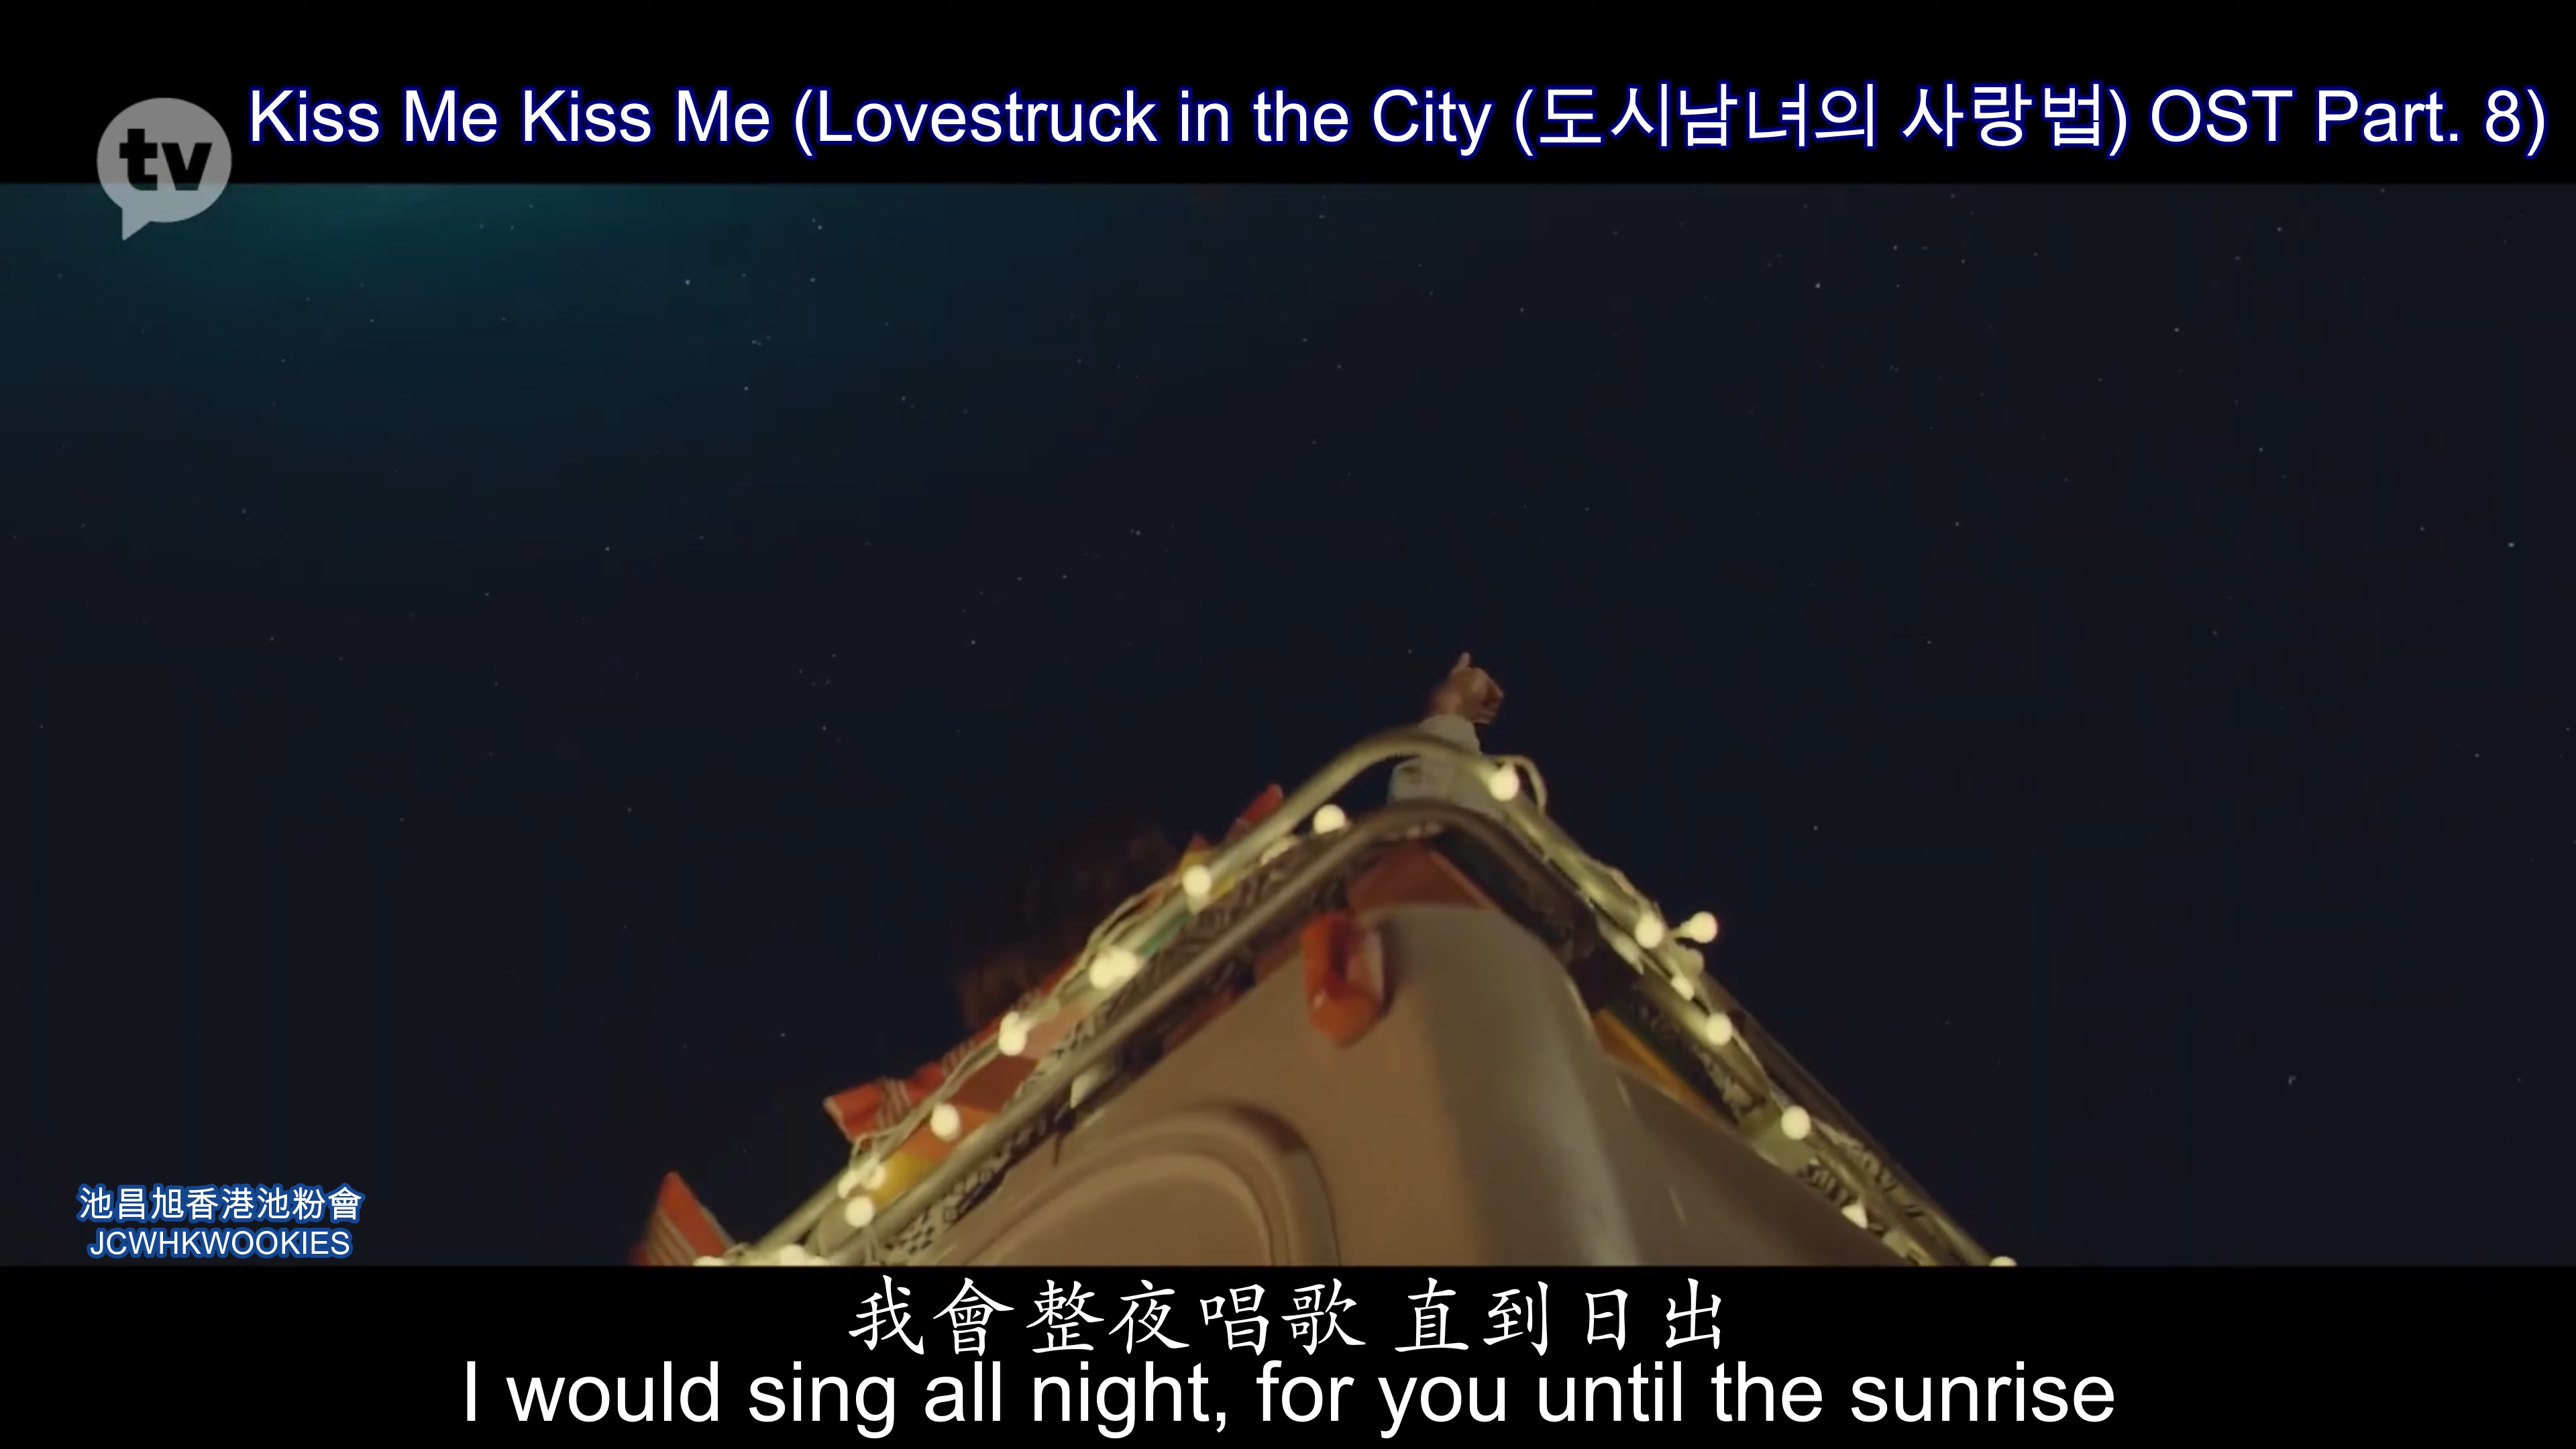 Kiss Me Kiss Me (Lovestruck in the City (도시남녀의 사랑법) OST Part. 8)
tv
池昌旭香港池粉會
JCWHKWOOKIES
我會整夜唱歌 直到日出
I would sing all night, for you until the sunrise